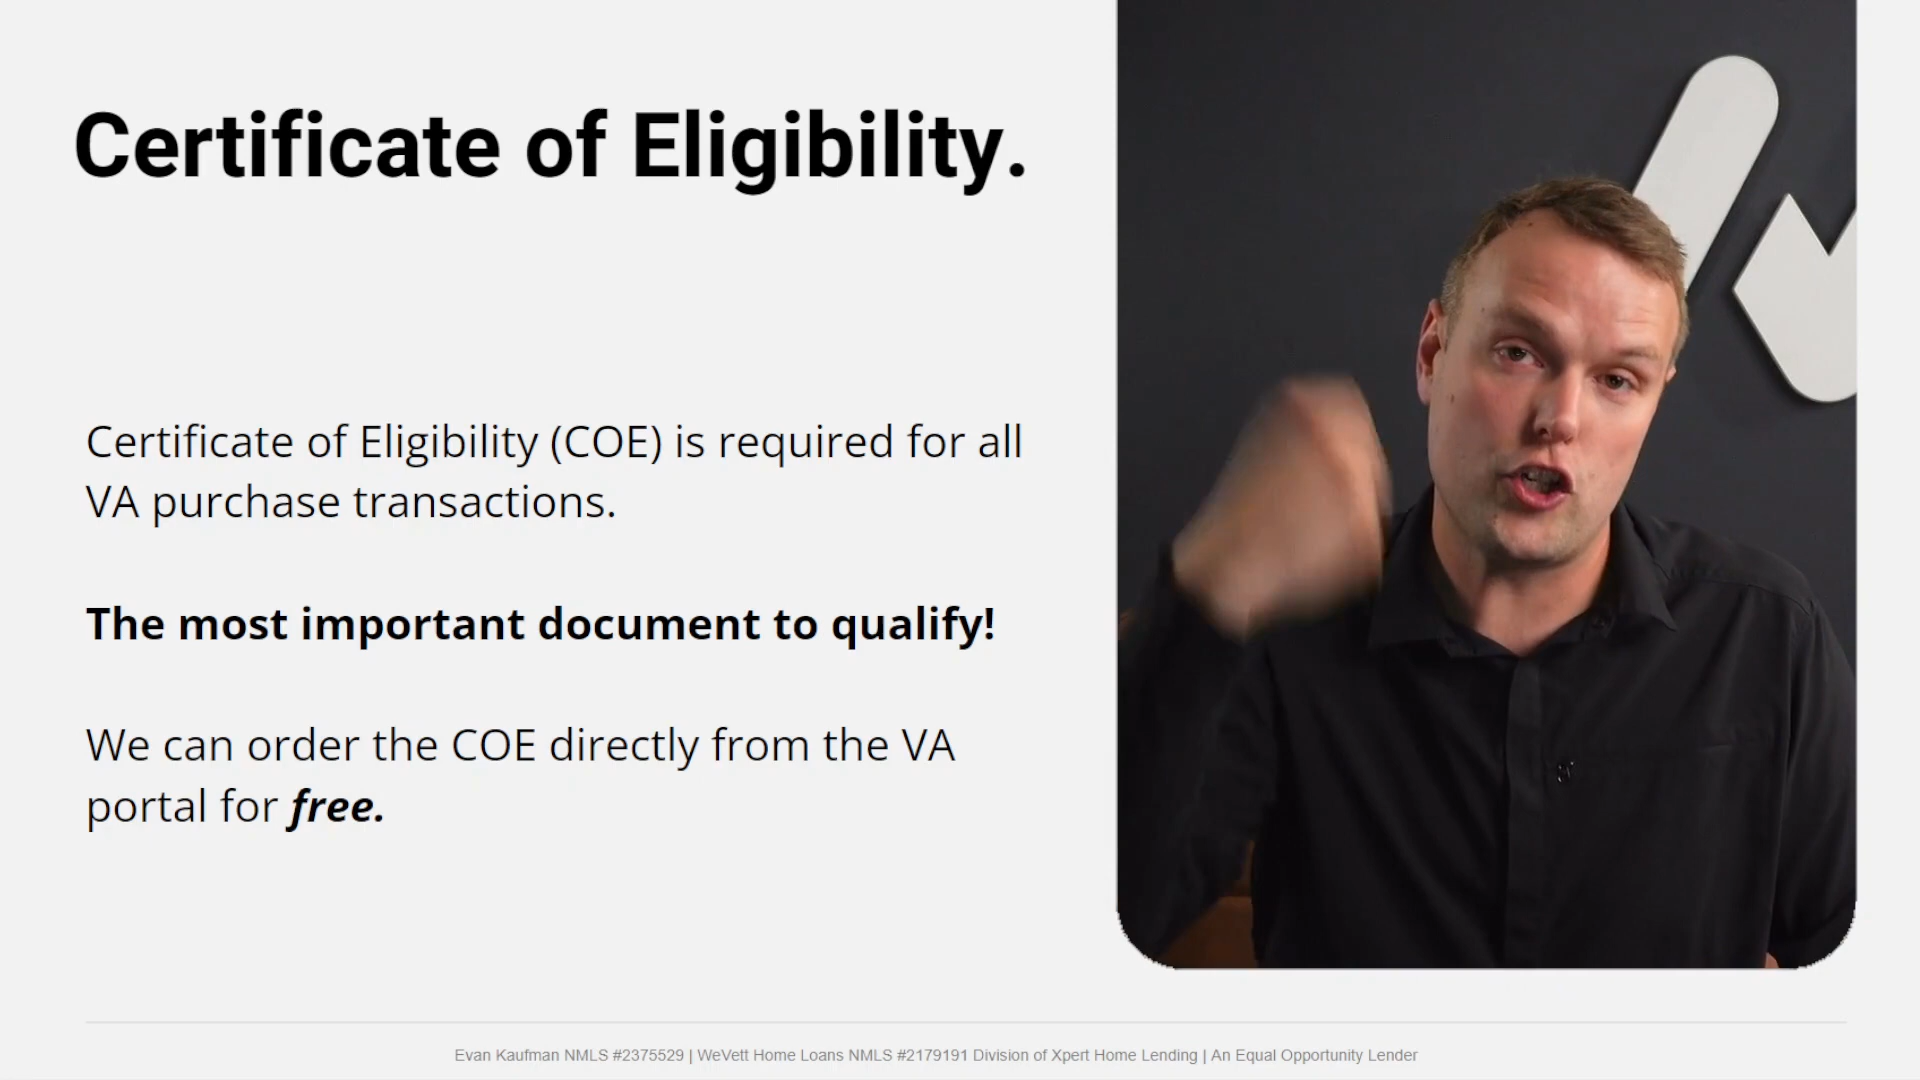 Certificate of Eligibility.
Certificate of Eligibility (COE) is required for all
VA purchase transactions.
The most important document to qualify!
We can order the COE directly from the VA
portal for free.
Evan Kaufman NMLS #2375529 | WeVett Home Loans NMLS #2179191 Division of Xpert Home Lending | An Equal Opportunity Lender